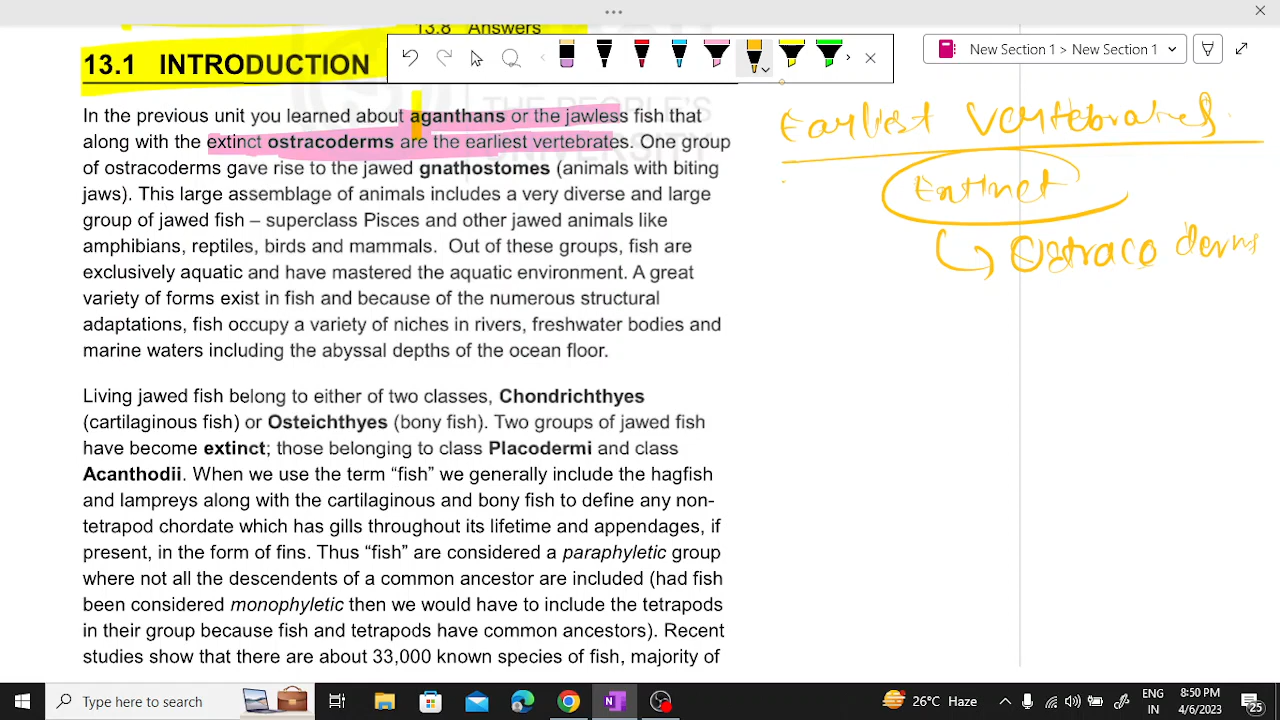 13.8 Answers
13.1 INTRODUCTION
New Section 1 > New Section 1
In the previous unit you learned about aganthans or the jawless fish that
along with the extinct ostracoderms are the earliest vertebrates. One group
of ostracoderms gave rise to the jawed gnathostomes (animals with biting
jaws). This large assemblage of animals includes a very diverse and large
group of jawed fish – superclass Pisces and other jawed animals like
amphibians, reptiles, birds and mammals. Out of these groups, fish are
exclusively aquatic and have mastered the aquatic environment. A great
variety of forms exist in fish and because of the numerous structural
adaptations, fish occupy a variety of niches in rivers, freshwater bodies and
marine waters including the abyssal depths of the ocean floor.
Living jawed fish belong to either of two classes, Chondrichthyes
(cartilaginous fish) or Osteichthyes (bony fish). Two groups of jawed fish
have become extinct; those belonging to class Placodermi and class
Acanthodii. When we use the term “fish” we generally include the hagfish
and lampreys along with the cartilaginous and bony fish to define any non-
tetrapod chordate which has gills throughout its lifetime and appendages, if
present, in the form of fins. Thus “fish” are considered a paraphyletic group
where not all the descendents of a common ancestor are included (had fish
been considered monophyletic then we would have to include the tetrapods
in their group because fish and tetrapods have common ancestors). Recent
studies show that there are about 33,000 known species of fish, majority of
THE PEOPLE'S
UNIVERSITY
Earliest vertebrates.
Extinct
Ostraco derms
Type here to search
26°C Haze
ENG
IN
8:50 PM
4/6/2023
25